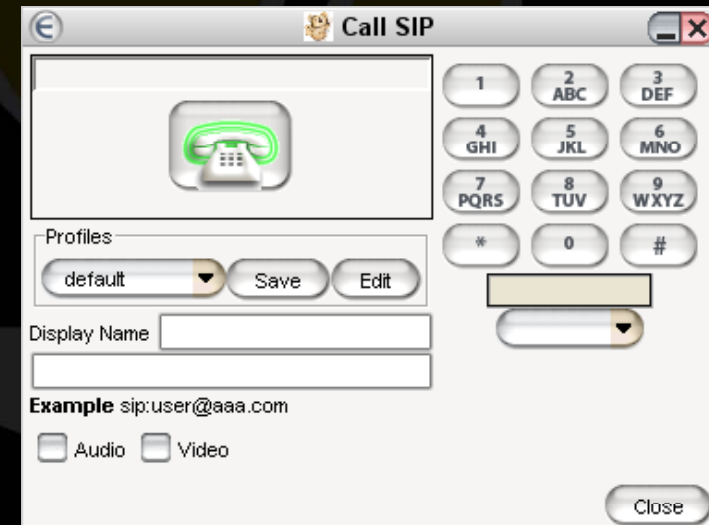 Call SIP
1
2
ABC
3
DEF
4
GHI
5
JKL
6
MNO
7
PQRS
8
TUV
9
WXYZ
*
0
#
Profiles
default Save Edit
Display Name
Example sip:user@aaa.com
Audio Video
Close